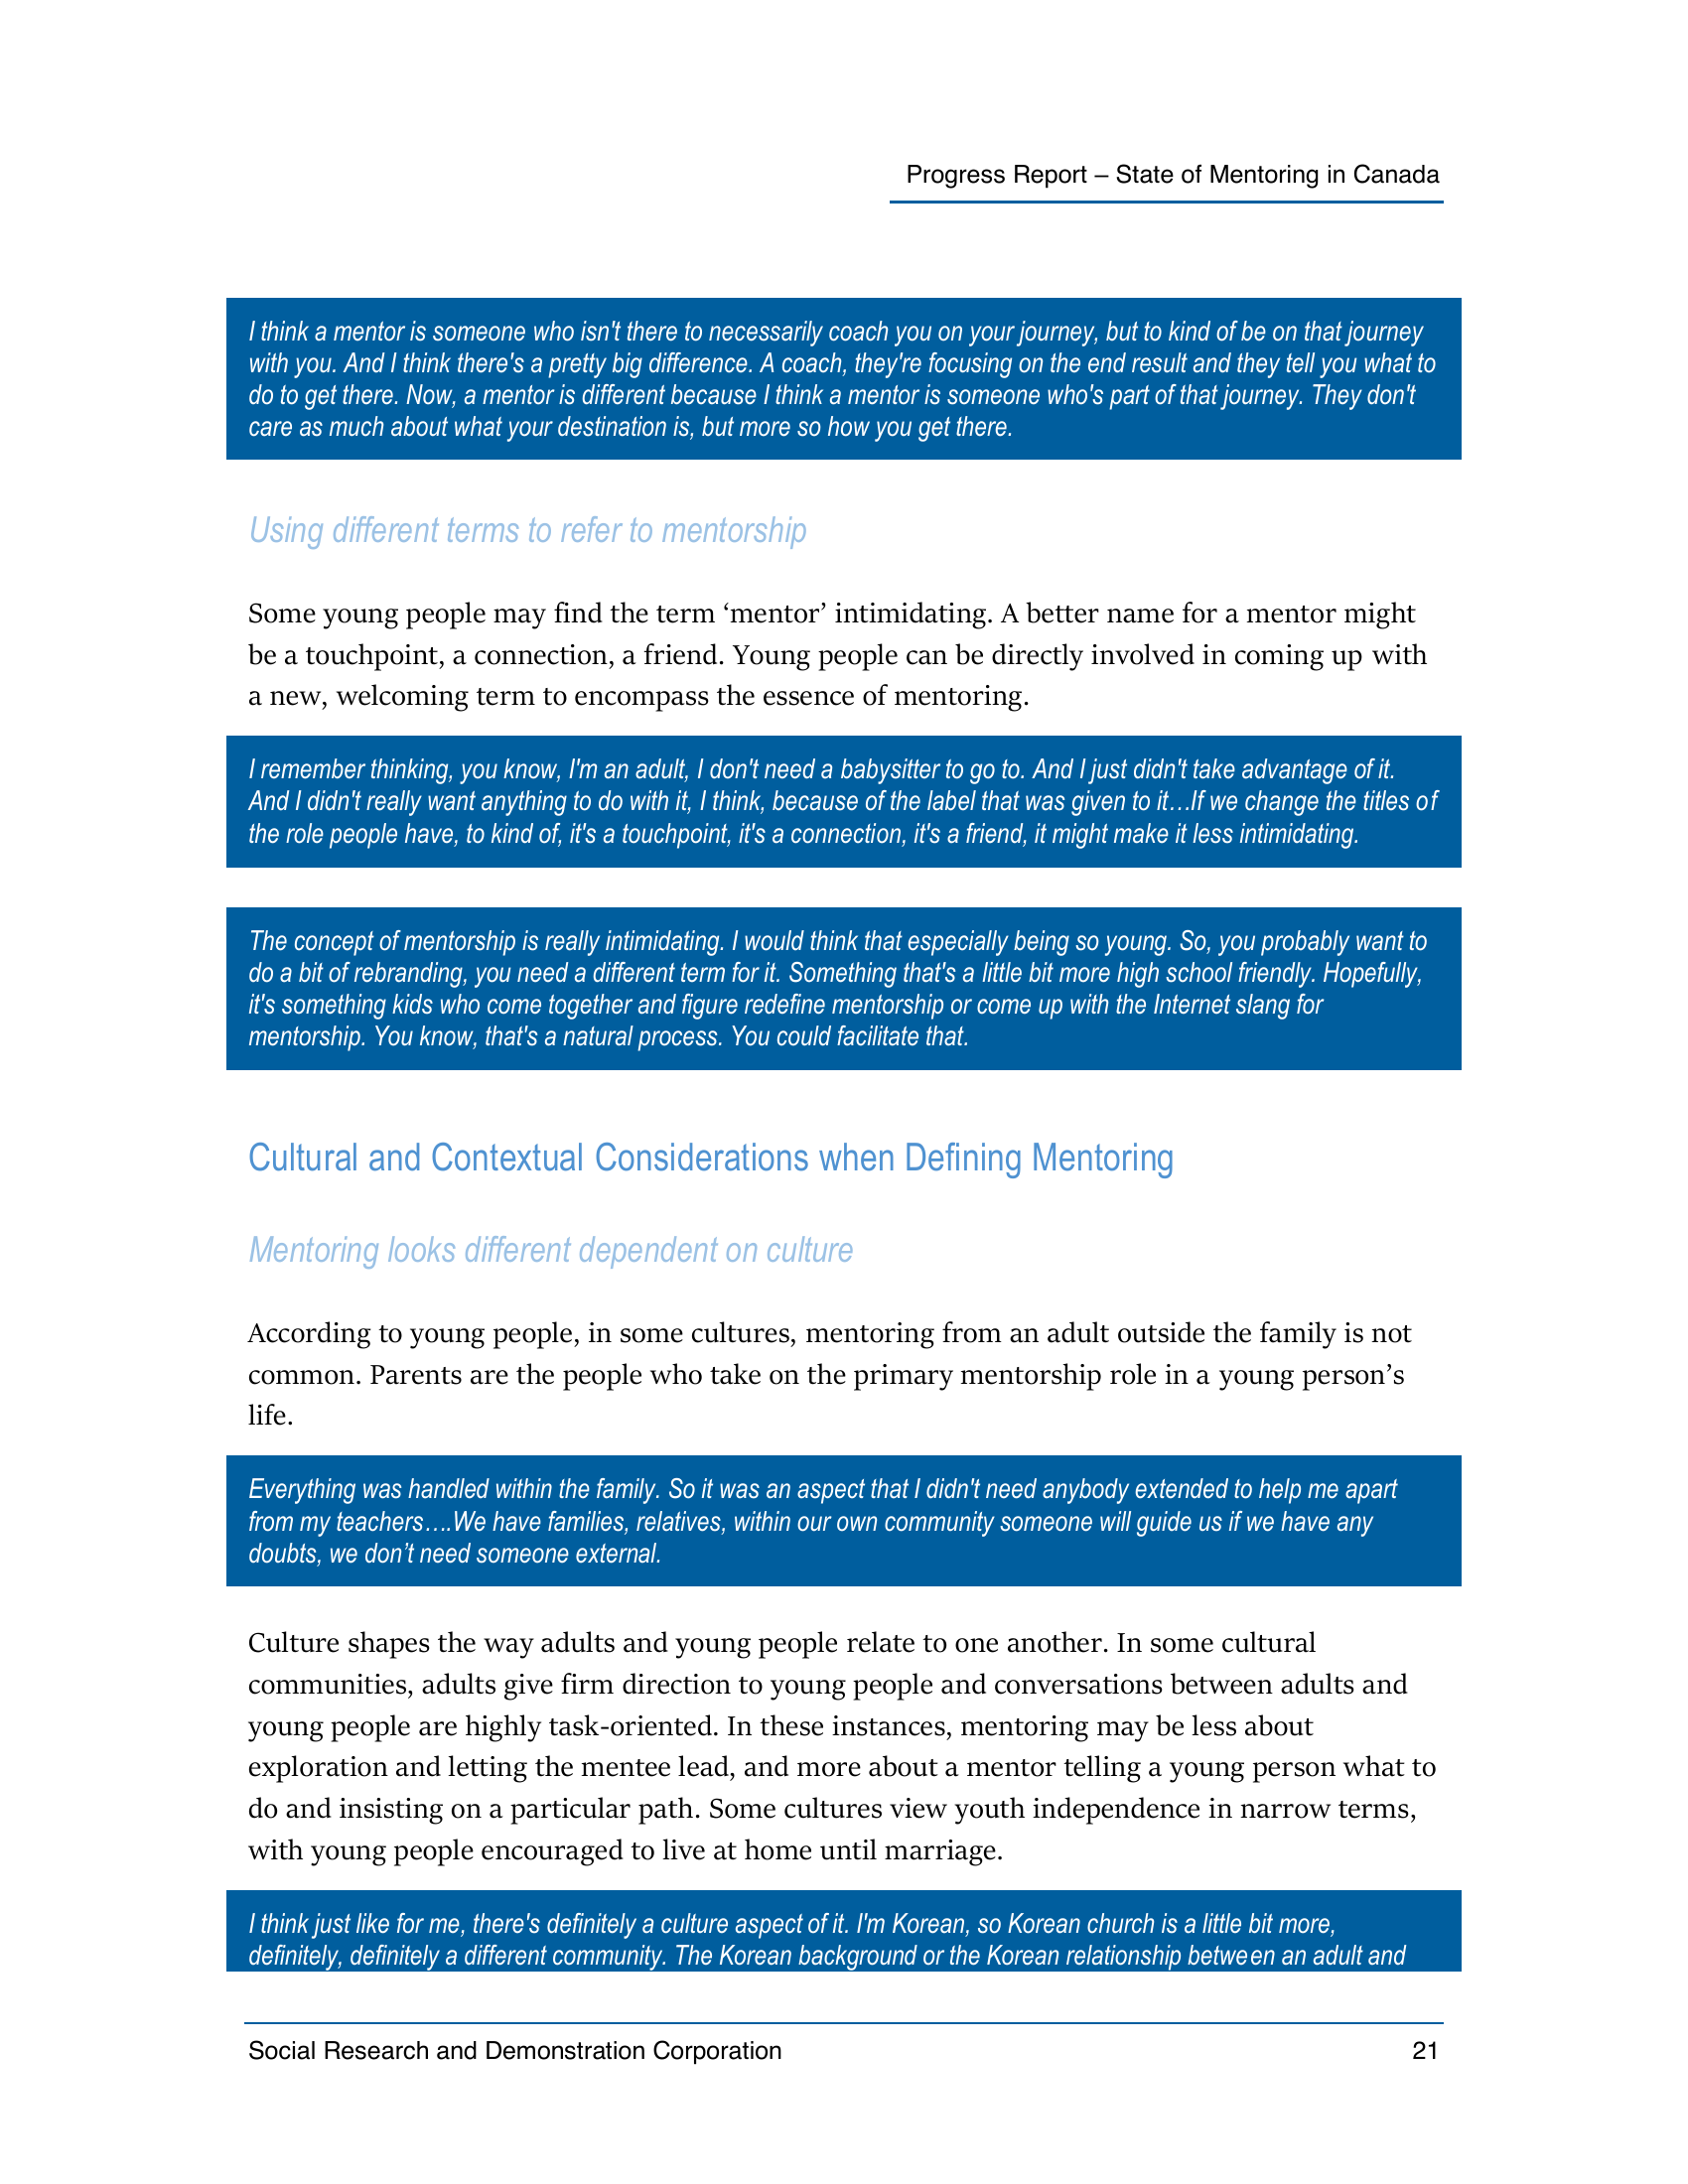 Progress Report – State of Mentoring in Canada
I think a mentor is someone who isn't there to necessarily coach you on your journey, but to kind of be on that journey
with you. And I think there's a pretty big difference. A coach, they're focusing on the end result and they tell you what to
do to get there. Now, a mentor is different because I think a mentor is someone who's part of that journey. They don't
care as much about what your destination is, but more so how you get there.
Using different terms to refer to mentorship
Some young people may find the term ‘mentor’ intimidating. A better name for a mentor might
be a touchpoint, a connection, a friend. Young people can be directly involved in coming up with
a new, welcoming term to encompass the essence of mentoring.
I remember thinking, you know, I'm an adult, I don't need a babysitter to go to. And I just didn't take advantage of it.
And I didn't really want anything to do with it, I think, because of the label that was given to it…If we change the titles of
the role people have, to kind of, it's a touchpoint, it's a connection, it's a friend, it might make it less intimidating.
The concept of mentorship is really intimidating. I would think that especially being so young. So, you probably want to
do a bit of rebranding, you need a different term for it. Something that's a little bit more high school friendly. Hopefully,
it's something kids who come together and figure redefine mentorship or come up with the Internet slang for
mentorship. You know, that's a natural process. You could facilitate that.
Cultural and Contextual Considerations when Defining Mentoring
Mentoring looks different dependent on culture
According to young people, in some cultures, mentoring from an adult outside the family is not
common. Parents are the people who take on the primary mentorship role in a young person’s
life.
Everything was handled within the family. So it was an aspect that I didn't need anybody extended to help me apart
from my teachers….We have families, relatives, within our own community someone will guide us if we have any
doubts, we don’t need someone external.
Culture shapes the way adults and young people relate to one another. In some cultural
communities, adults give firm direction to young people and conversations between adults and
young people are highly task-oriented. In these instances, mentoring may be less about
exploration and letting the mentee lead, and more about a mentor telling a young person what to
do and insisting on a particular path. Some cultures view youth independence in narrow terms,
with young people encouraged to live at home until marriage.
I think just like for me, there's definitely a culture aspect of it. I'm Korean, so Korean church is a little bit more,
definitely, definitely a different community. The Korean background or the Korean relationship between an adult and
Social Research and Demonstration Corporation 21